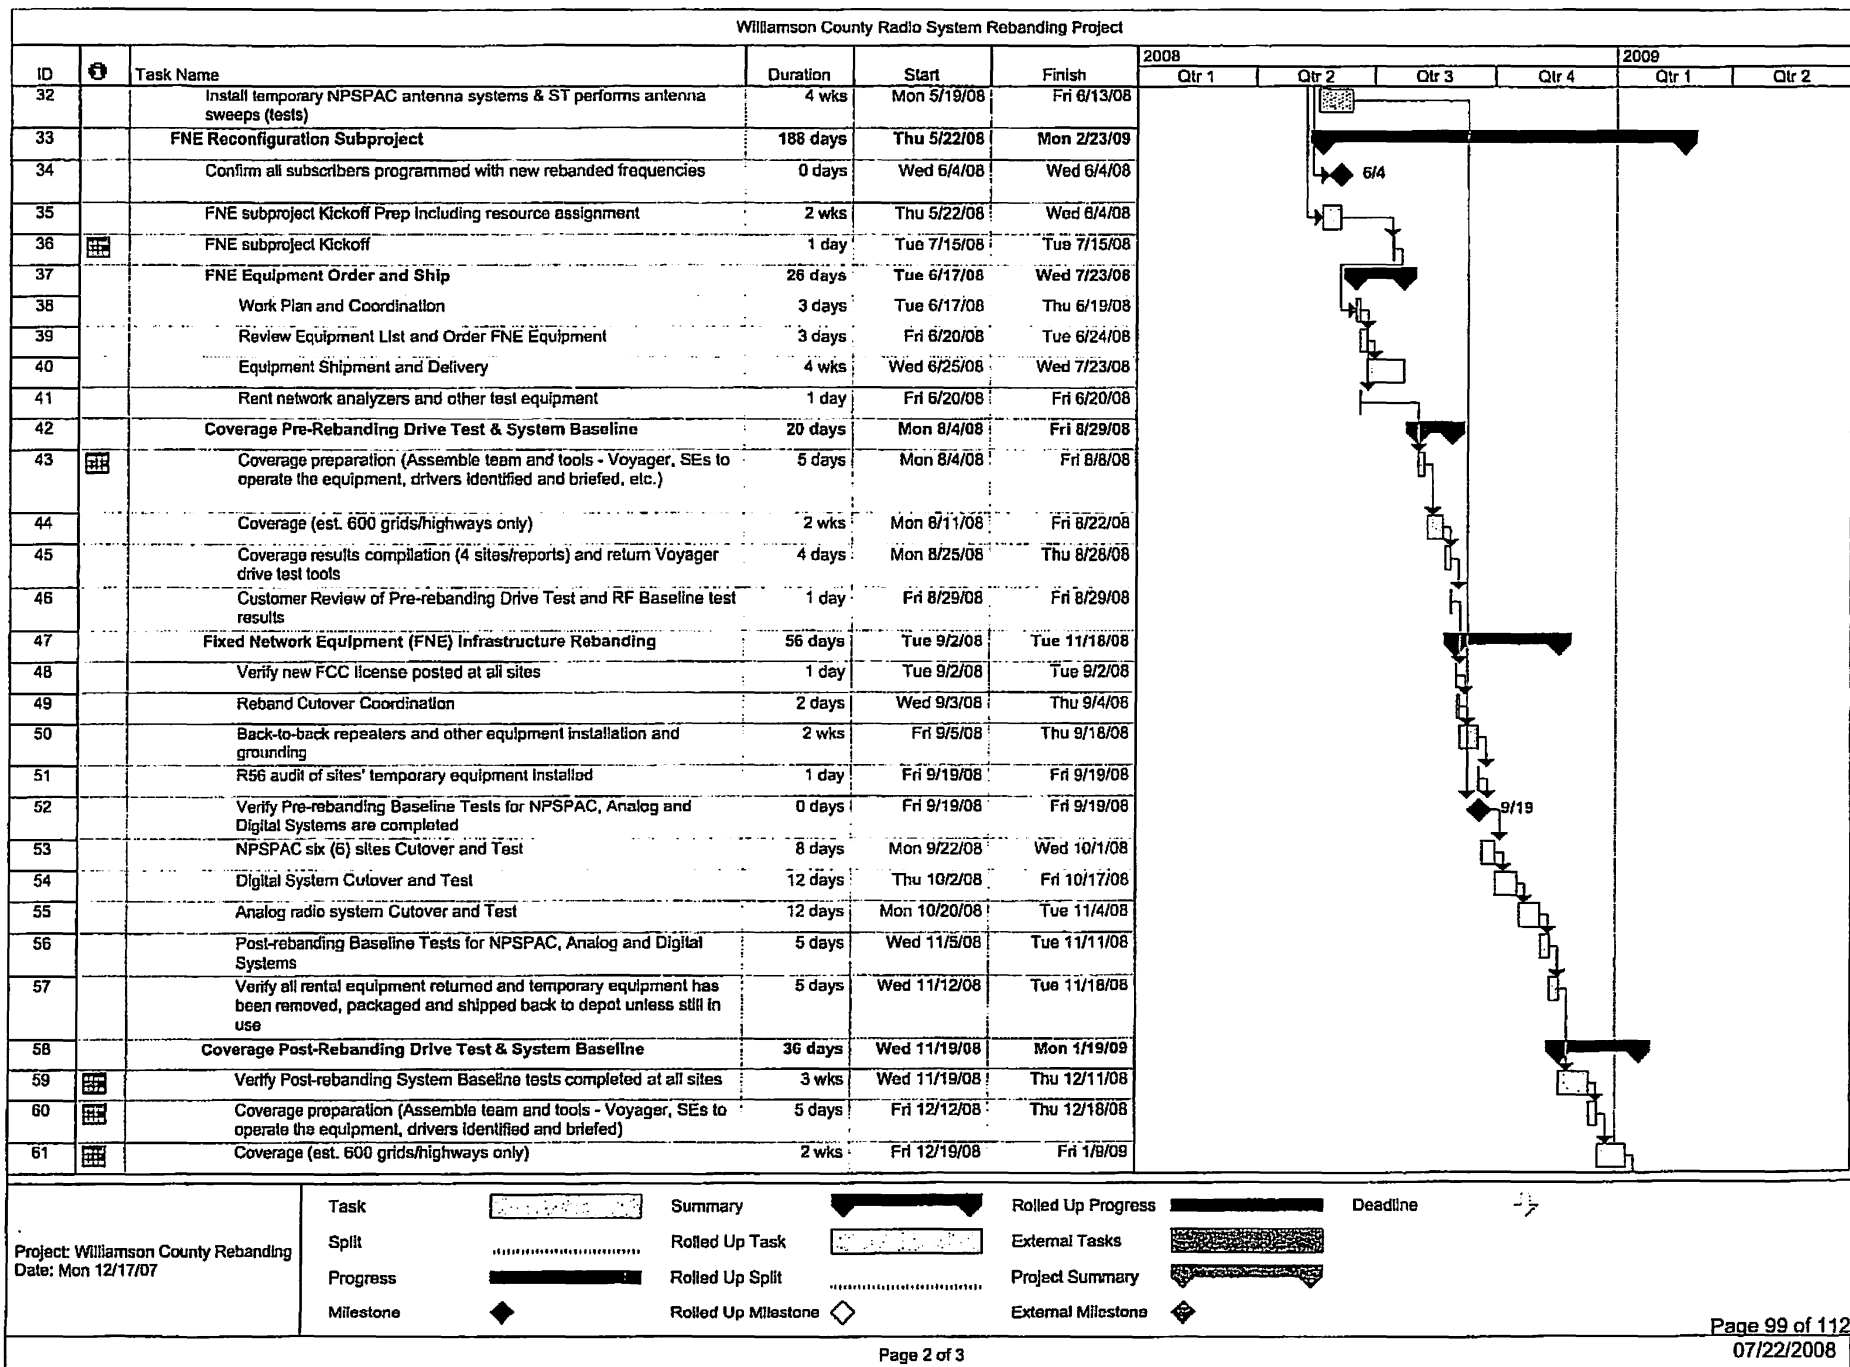 Williamson County Radio System Rebanding Project
2008 2009
ID Task Name Duration Start Finish Qtr 1 Qtr 2 Qtr 3 Qtr 4 Qtr 1 Qtr 2
32 Install temporary NPSPAC antenna systems & ST performs antenna 4 wks Mon 5/19/08 Fri 6/13/08
sweeps (tests)
33 FNE Reconfiguration Subproject 188 days Thu 5/22/08 Mon 2/23/09
34 Confirm all subscribers programmed with new rebanded frequencies 0 days Wed 6/4/08 Wed 6/4/08 6/4
35 FNE subproject Kickoff Prep Including resource assignment 2 wks Thu 5/22/08 Wed 6/4/08
36 FNE subproject Kickoff 1 day Tue 7/15/08 Tue 7/15/08
37 FNE Equipment Order and Ship 26 days Tue 6/17/08 Wed 7/23/08
38 Work Plan and Coordination 3 days Tue 6/17/08 Thu 6/19/08
39 Review Equipment List and Order FNE Equipment 3 days Fri 6/20/08 Tue 6/24/08
40 Equipment Shipment and Delivery 4 wks Wed 6/25/08 Wed 7/23/08
41 Rent network analyzers and other test equipment 1 day Fri 6/20/08 Fri 6/20/08
42 Coverage Pre-Rebanding Drive Test & System Baseline 20 days Mon 8/4/08 Fri 8/29/08
43 Coverage preparation (Assemble team and tools - Voyager, SEs to 5 days Mon 8/4/08 Fri 8/8/08
operate the equipment, drivers identified and briefed, etc.)
44 Coverage (est. 600 grids/highways only) 2 wks Mon 8/11/08 Fri 8/22/08
45 Coverage results compilation (4 sites/reports) and return Voyager 4 days Mon 8/25/08 Thu 8/28/08
drive test tools
46 Customer Review of Pre-rebanding Drive Test and RF Baseline test 1 day Fri 8/29/08 Fri 8/29/08
results
47 Fixed Network Equipment (FNE) Infrastructure Rebanding 56 days Tue 9/2/08 Tue 11/18/08
48 Verify new FCC license posted at all sites 1 day Tue 9/2/08 Tue 9/2/08
49 Reband Cutover Coordination 2 days Wed 9/3/08 Thu 9/4/08
50 Back-to-back repeaters and other equipment installation and 2 wks Fri 9/5/08 Thu 9/18/08
grounding
51 R56 audit of sites' temporary equipment installed 1 day Fri 9/19/08 Fri 9/19/08
52 Verify Pre-rebanding Baseline Tests for NPSPAC, Analog and 0 days Fri 9/19/08 Fri 9/19/08 9/19
Digital Systems are completed
53 NPSPAC six (6) sites Cutover and Test 8 days Mon 9/22/08 Wed 10/1/08
54 Digital System Cutover and Test 12 days Thu 10/2/08 Fri 10/17/08
55 Analog radio system Cutover and Test 12 days Mon 10/20/08 Tue 11/4/08
56 Post-rebanding Baseline Tests for NPSPAC, Analog and Digital 5 days Wed 11/5/08 Tue 11/11/08
Systems
57 Verify all rental equipment returned and temporary equipment has 5 days Wed 11/12/08 Tue 11/18/08
been removed, packaged and shipped back to depot unless still in
use
58 Coverage Post-Rebanding Drive Test & System Baseline 36 days Wed 11/19/08 Mon 1/19/09
59 Verify Post-rebanding System Baseline tests completed at all sites 3 wks Wed 11/19/08 Thu 12/11/08
60 Coverage preparation (Assemble team and tools - Voyager, SEs to 5 days Fri 12/12/08 Thu 12/18/08
operate the equipment, drivers identified and briefed)
61 Coverage (est. 600 grids/highways only) 2 wks Fri 12/19/08 Fri 1/9/09
Task Summary Rolled Up Progress Deadline
Split Rolled Up Task External Tasks
Project: Williamson County Rebanding
Date: Mon 12/17/07
Progress Rolled Up Split Project Summary
Milestone Rolled Up Milestone External Milestone
Page 99 of 112
Page 2 of 3
07/22/2008